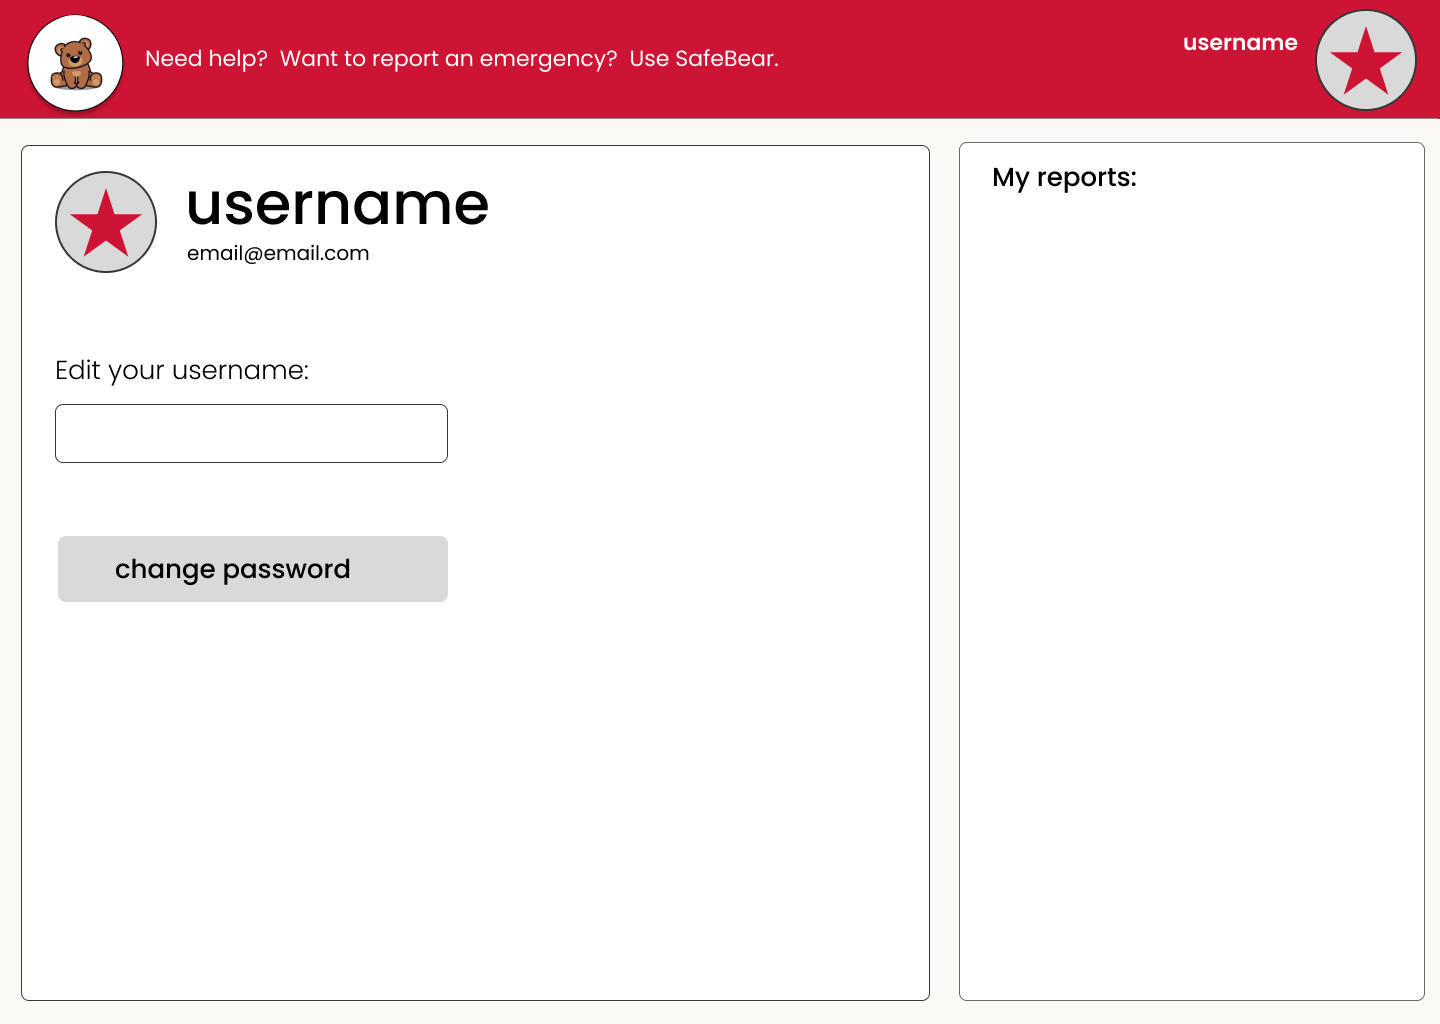 Need help?  Want to report an emergency?  Use SafeBear.
username
username
email@email.com
Edit your username:
change password
My reports: